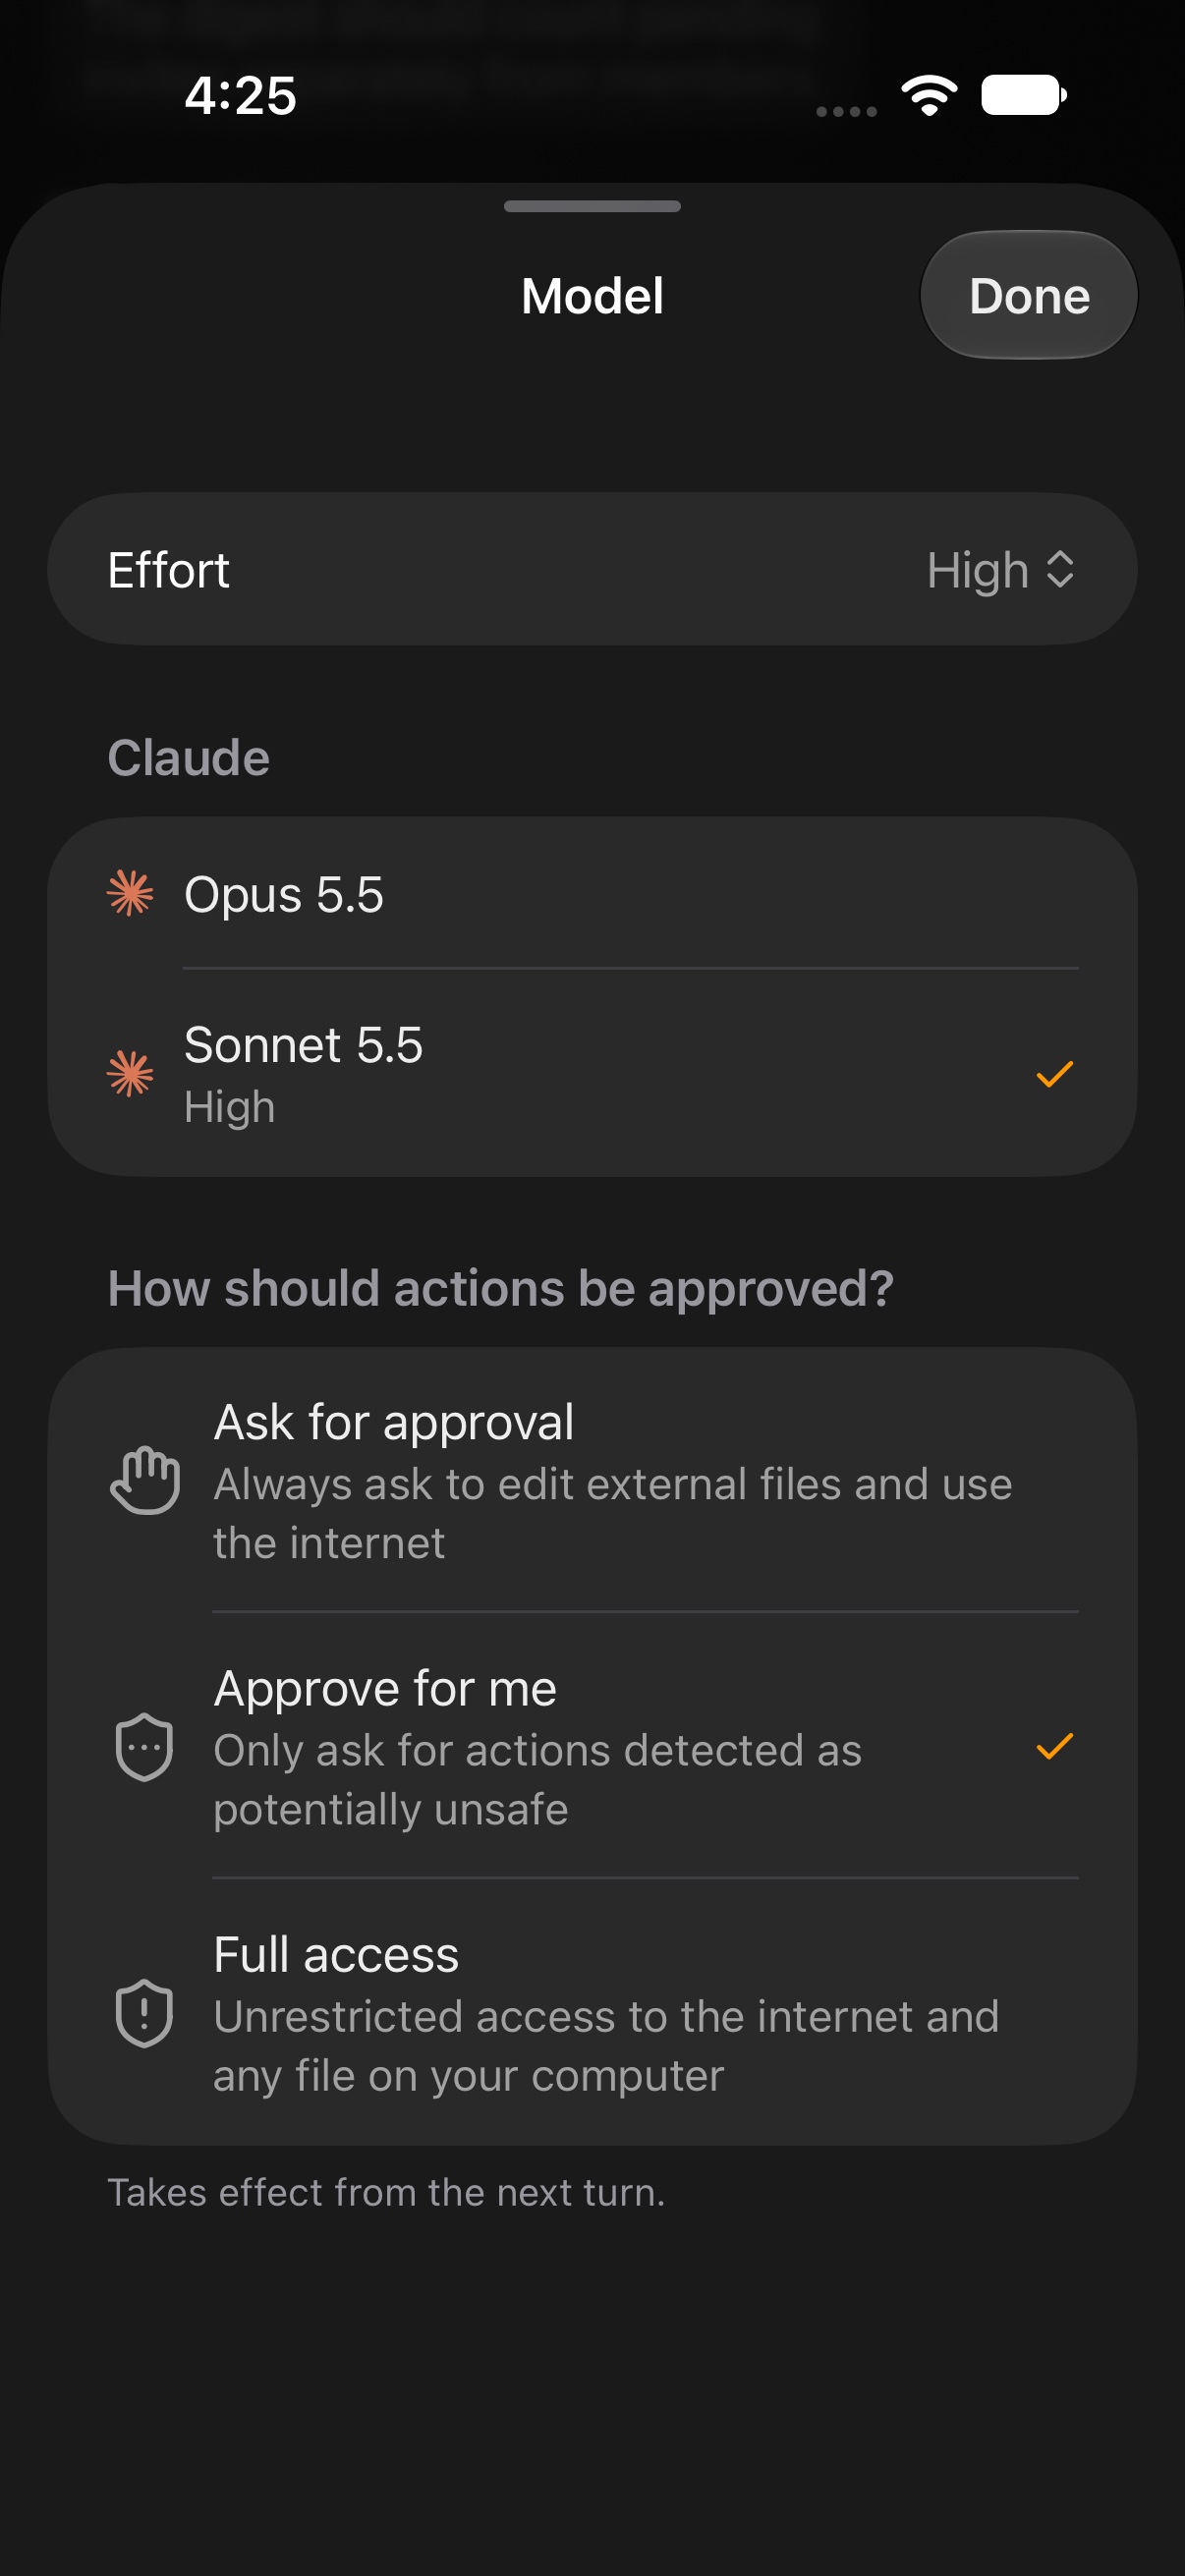 4:25
Model
Done
Effort
High
Claude
Opus 5.5
Sonnet 5.5
High
How should actions be approved?
Ask for approval
Always ask to edit external files and use
the internet
Approve for me
Only ask for actions detected as
potentially unsafe
Full access
Unrestricted access to the internet and
any file on your computer
Takes effect from the next turn.